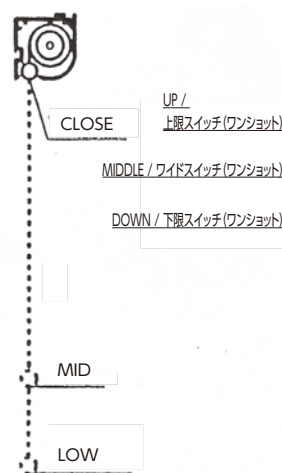 UP /
上限スイッチ(ワンショット)
CLOSE
MIDDLE / ワイドスイッチ(ワンショット)
DOWN / 下限スイッチ(ワンショット)
MID
LOW